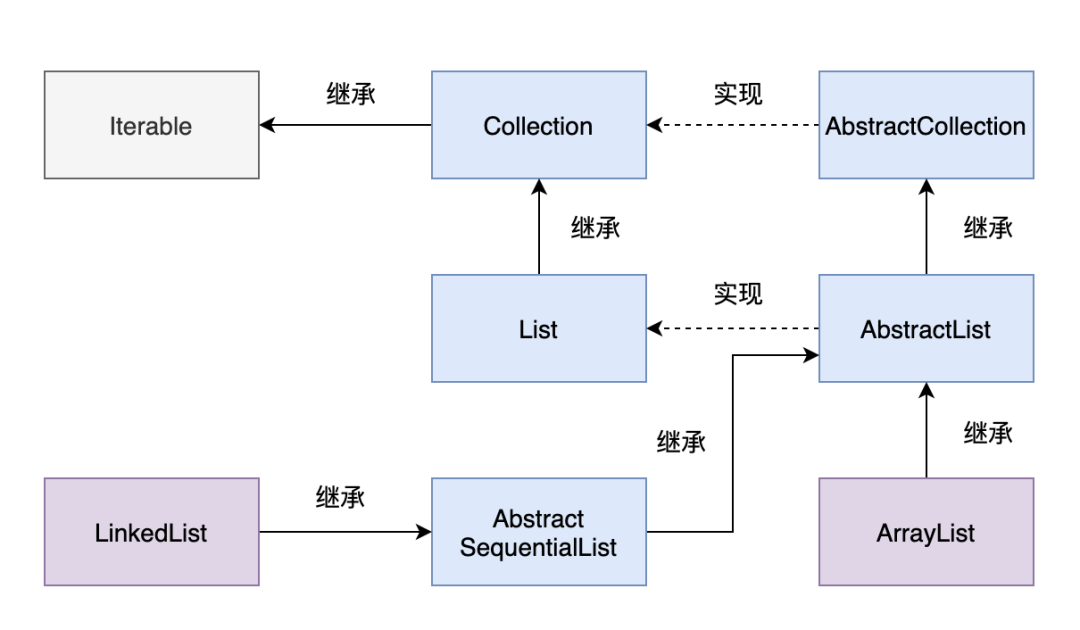 继承
实现
Iterable
Collection
AbstractCollection
继承
继承
实现
List
AbstractList
继承
继承
继承
LinkedList
Abstract
SequentialList
ArrayList